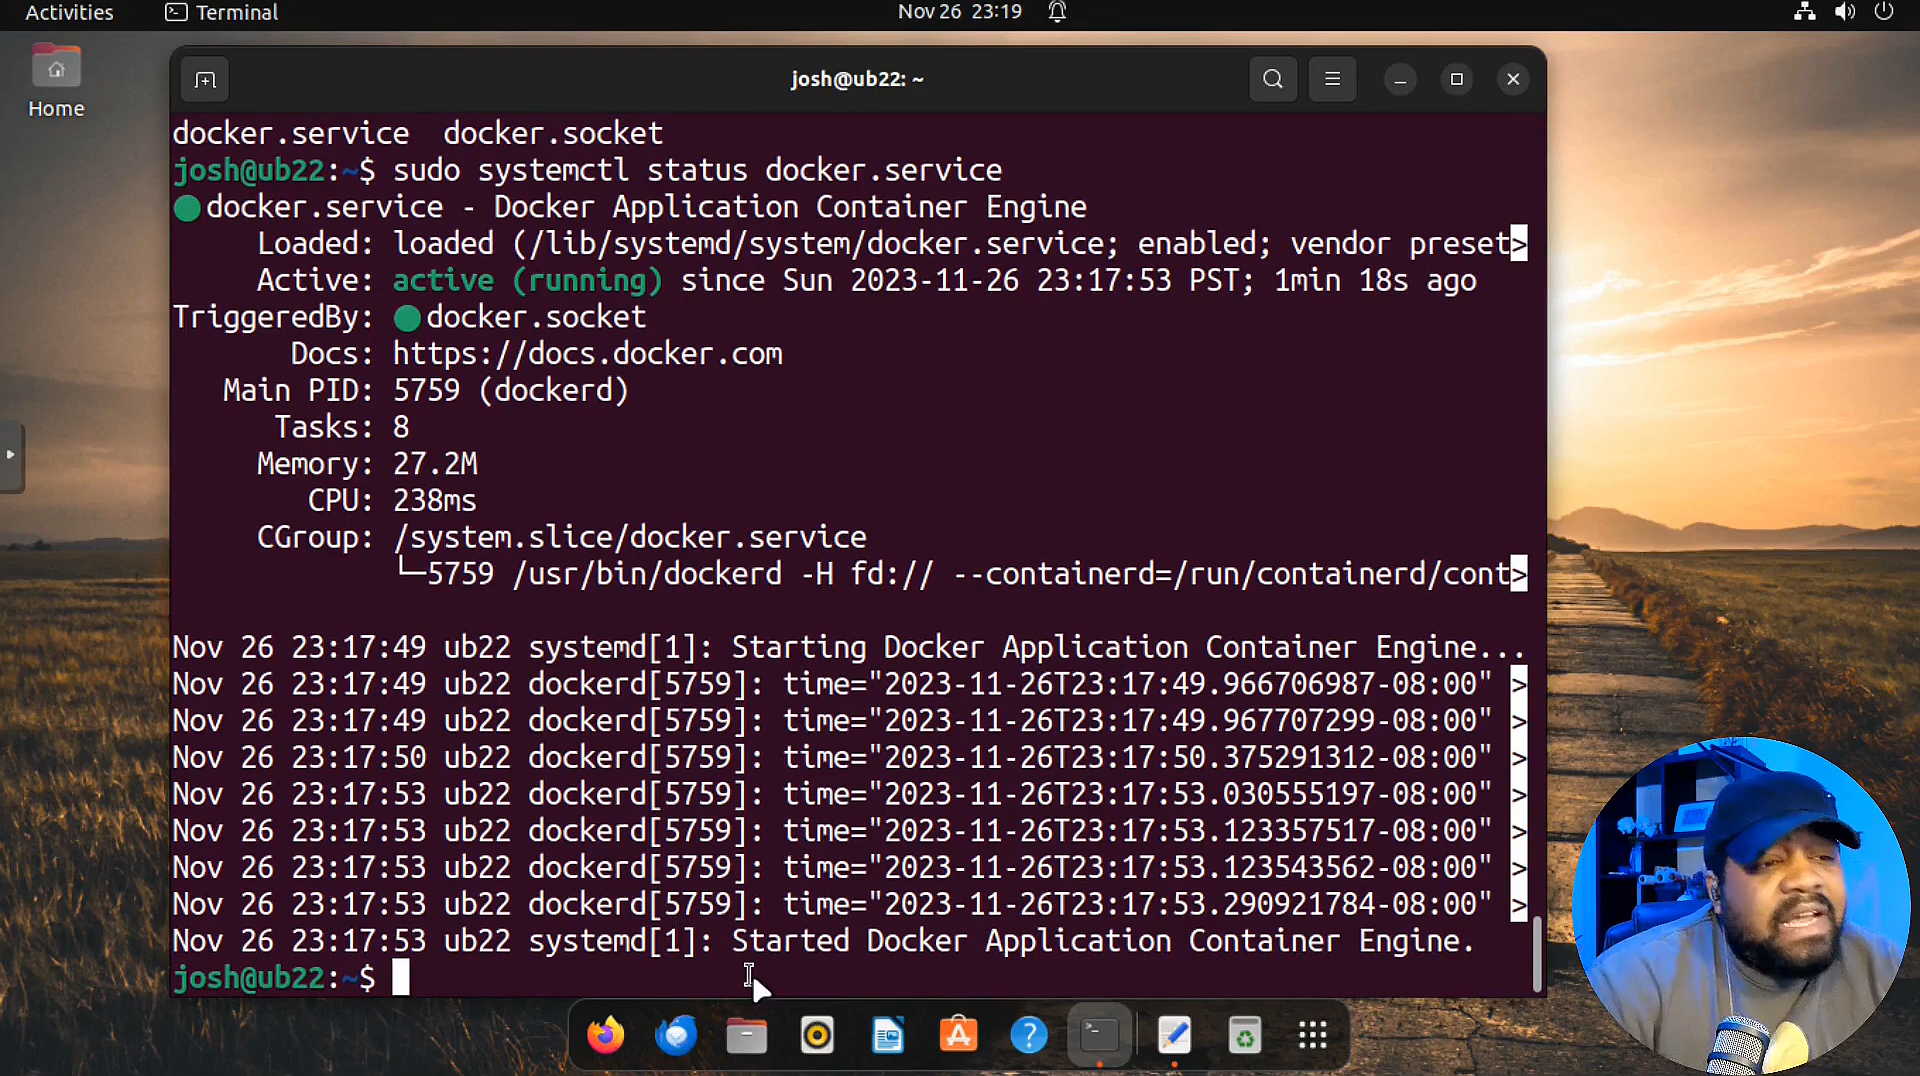 Activities Terminal Nov 26 23:19
Home
josh@ub22: ~
docker.service docker.socket
josh@ub22:~$ sudo systemctl status docker.service
docker.service - Docker Application Container Engine
Loaded: loaded (/lib/systemd/system/docker.service; enabled; vendor preset>
Active: active (running) since Sun 2023-11-26 23:17:53 PST; 1min 18s ago
TriggeredBy: docker.socket
Docs: https://docs.docker.com
Main PID: 5759 (dockerd)
Tasks: 8
Memory: 27.2M
CPU: 238ms
CGroup: /system.slice/docker.service
└─5759 /usr/bin/dockerd -H fd:// --containerd=/run/containerd/cont>
Nov 26 23:17:49 ub22 systemd[1]: Starting Docker Application Container Engine...
Nov 26 23:17:49 ub22 dockerd[5759]: time="2023-11-26T23:17:49.966706987-08:00" >
Nov 26 23:17:49 ub22 dockerd[5759]: time="2023-11-26T23:17:49.967707299-08:00" >
Nov 26 23:17:50 ub22 dockerd[5759]: time="2023-11-26T23:17:50.375291312-08:00" >
Nov 26 23:17:53 ub22 dockerd[5759]: time="2023-11-26T23:17:53.030555197-08:00" >
Nov 26 23:17:53 ub22 dockerd[5759]: time="2023-11-26T23:17:53.123357517-08:00" >
Nov 26 23:17:53 ub22 dockerd[5759]: time="2023-11-26T23:17:53.123543562-08:00" >
Nov 26 23:17:53 ub22 dockerd[5759]: time="2023-11-26T23:17:53.290921784-08:00" >
Nov 26 23:17:53 ub22 systemd[1]: Started Docker Application Container Engine.
josh@ub22:~$